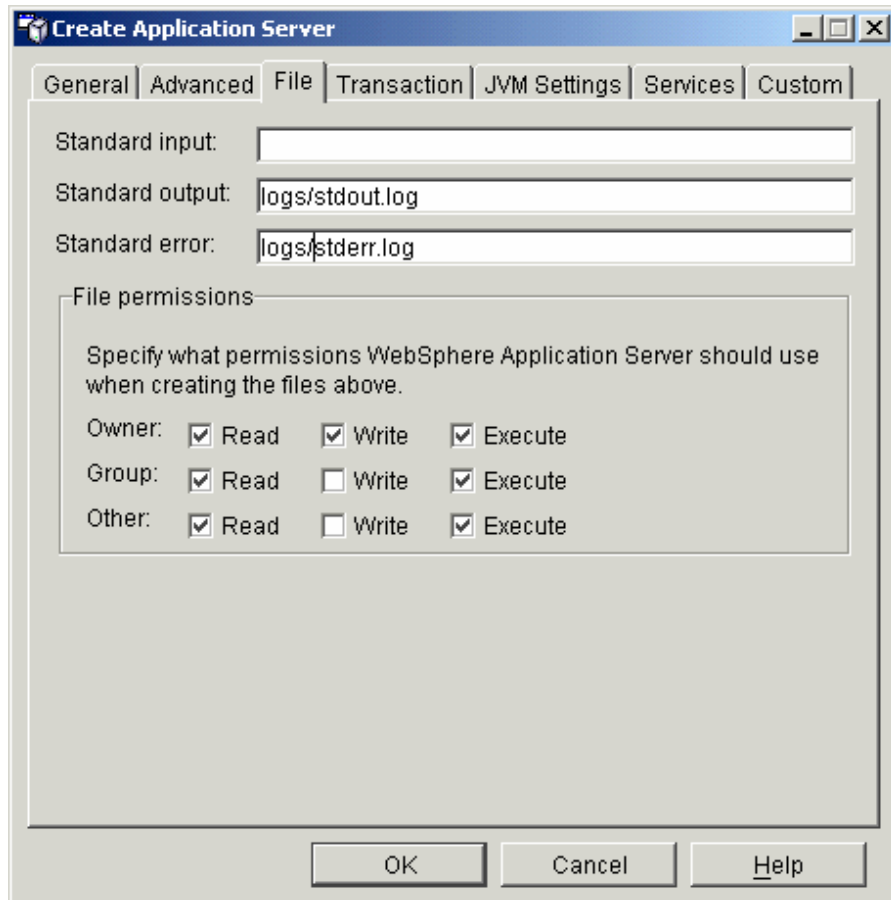 Create Application Server
General Advanced File Transaction JVM Settings Services Custom
Standard input:
Standard output: logs/stdout.log
Standard error: logs/stderr.log
File permissions
Specify what permissions WebSphere Application Server should use
when creating the files above.
Owner: Read Write Execute
Group: Read Write Execute
Other: Read Write Execute
OK Cancel Help